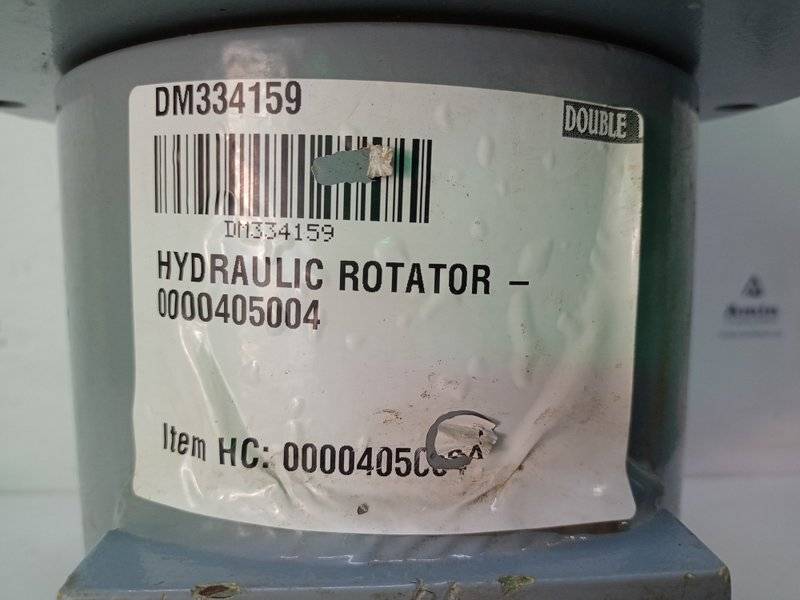 DM334159
DOUBLE
DM334159
HYDRAULIC ROTATOR –
0000405004
Item HC: